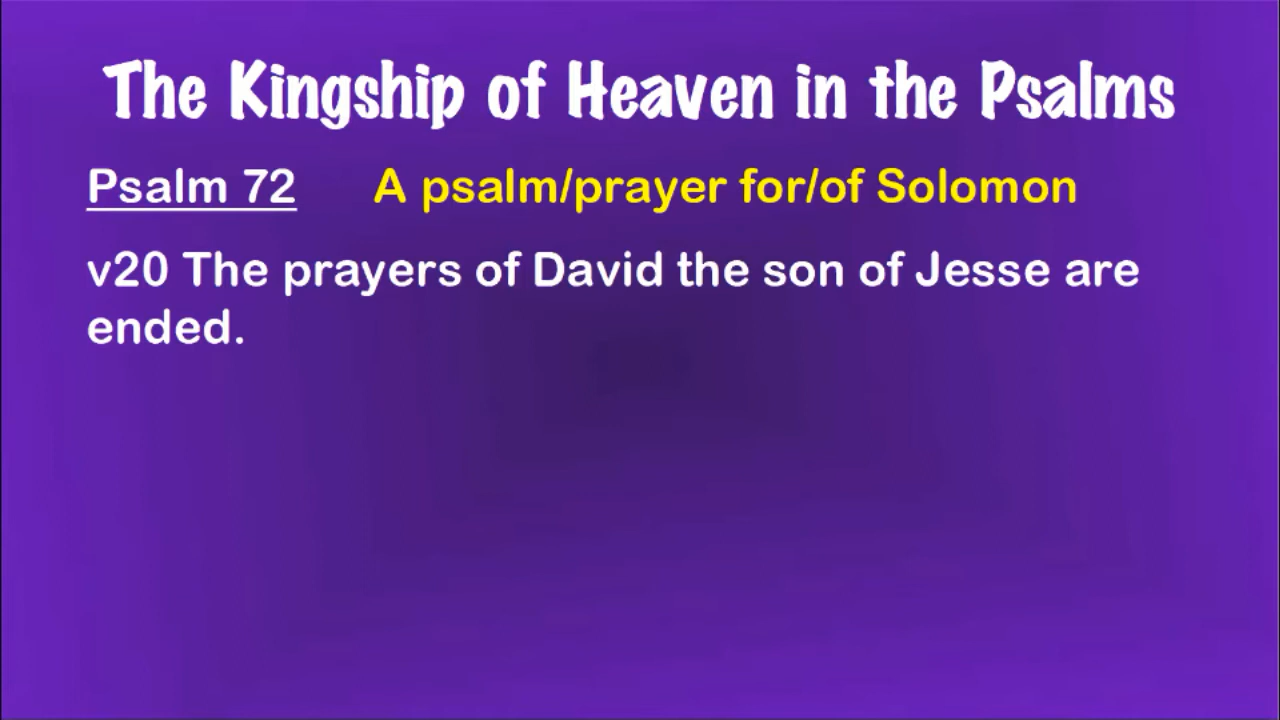 The Kingship of Heaven in the Psalms
Psalm 72 A psalm/prayer for/of Solomon
v20 The prayers of David the son of Jesse are
ended.